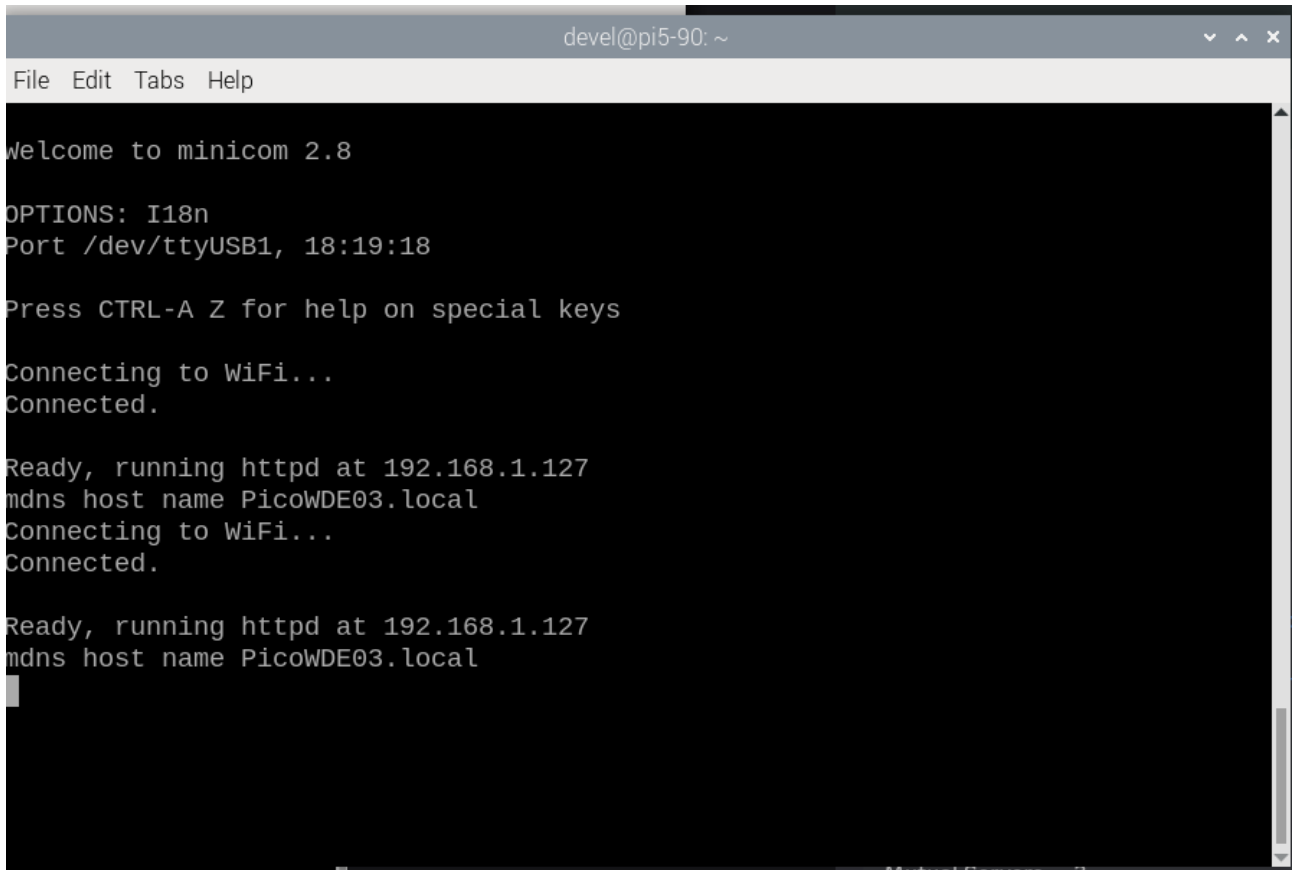 devel@pi5-90: ~
File Edit Tabs Help
Welcome to minicom 2.8
OPTIONS: I18n
Port /dev/ttyUSB1, 18:19:18
Press CTRL-A Z for help on special keys
Connecting to WiFi...
Connected.
Ready, running httpd at 192.168.1.127
mdns host name PicoWDE03.local
Connecting to WiFi...
Connected.
Ready, running httpd at 192.168.1.127
mdns host name PicoWDE03.local